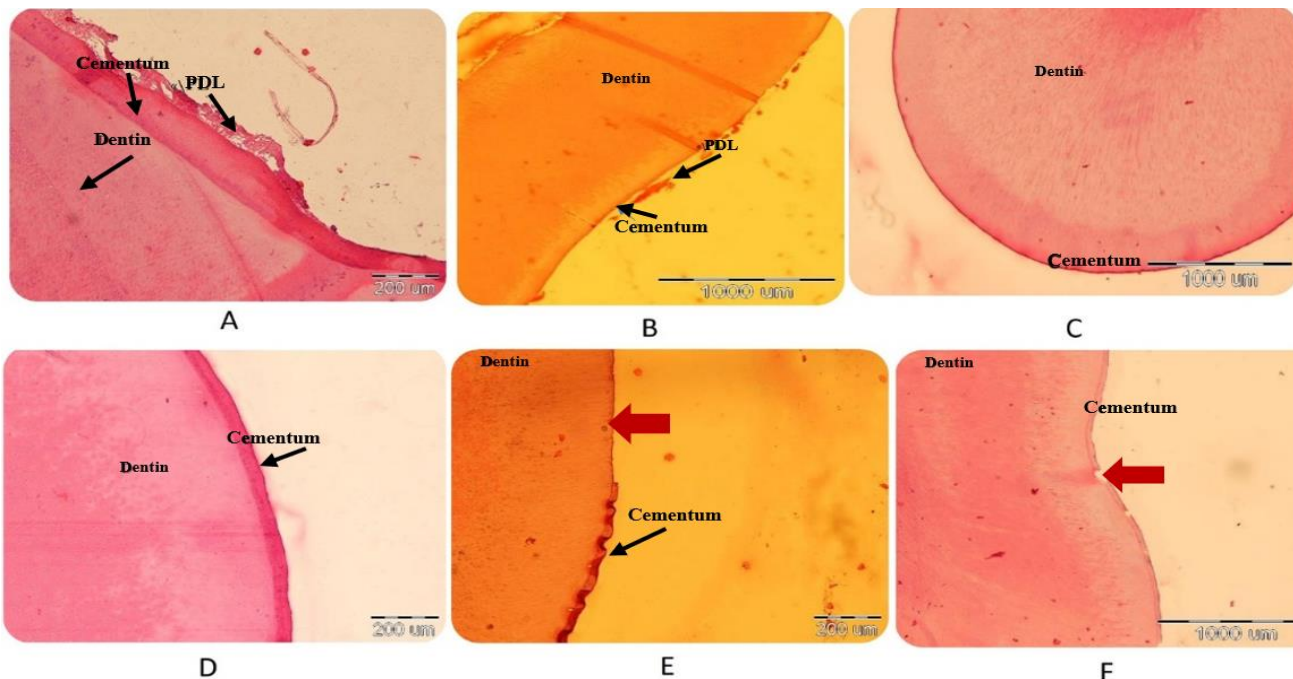 Cementum
PDL
Dentin
200 um
A
Dentin
PDL
Cementum
1000 um
B
Dentin
Cementum
1000 um
C
Cementum
Dentin
200 um
D
Dentin
Cementum
200 um
E
Dentin
Cementum
1000 um
F